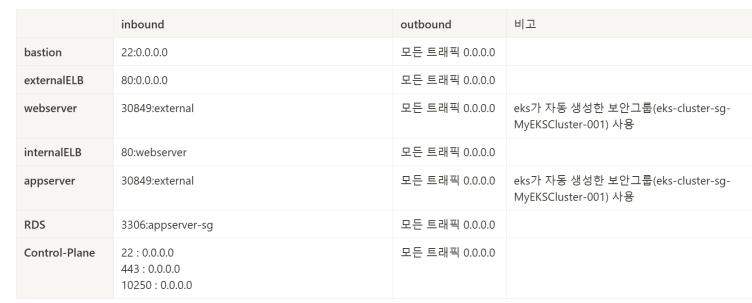 inbound outbound 비고
bastion 22:0.0.0.0 모든 트래픽 0.0.0.0
externalELB 80:0.0.0.0 모든 트래픽 0.0.0.0
webserver 30849:external 모든 트래픽 0.0.0.0 eks가 자동 생성한 보안그룹(eks-cluster-sg-
MyEKSCluster-001) 사용
internalELB 80:webserver 모든 트래픽 0.0.0.0
appserver 30849:external 모든 트래픽 0.0.0.0 eks가 자동 생성한 보안그룹(eks-cluster-sg-
MyEKSCluster-001) 사용
RDS 3306:appserver-sg 모든 트래픽 0.0.0.0
Control-Plane 22 : 0.0.0.0 모든 트래픽 0.0.0.0
443 : 0.0.0.0
10250 : 0.0.0.0